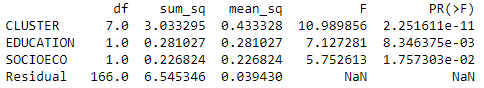 df sum_sq mean_sq F PR(>F)
CLUSTER 7.0 3.033295 0.433328 10.989856 2.251611e-11
EDUCATION 1.0 0.281027 0.281027 7.127281 8.346375e-03
SOCIOECO 1.0 0.226824 0.226824 5.752613 1.757303e-02
Residual 166.0 6.545346 0.039430 NaN NaN